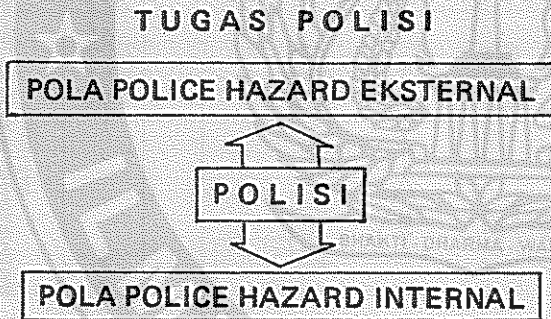 TUGAS POLISI
POLA POLICE HAZARD EKSTERNAL
POLISI
POLA POLICE HAZARD INTERNAL